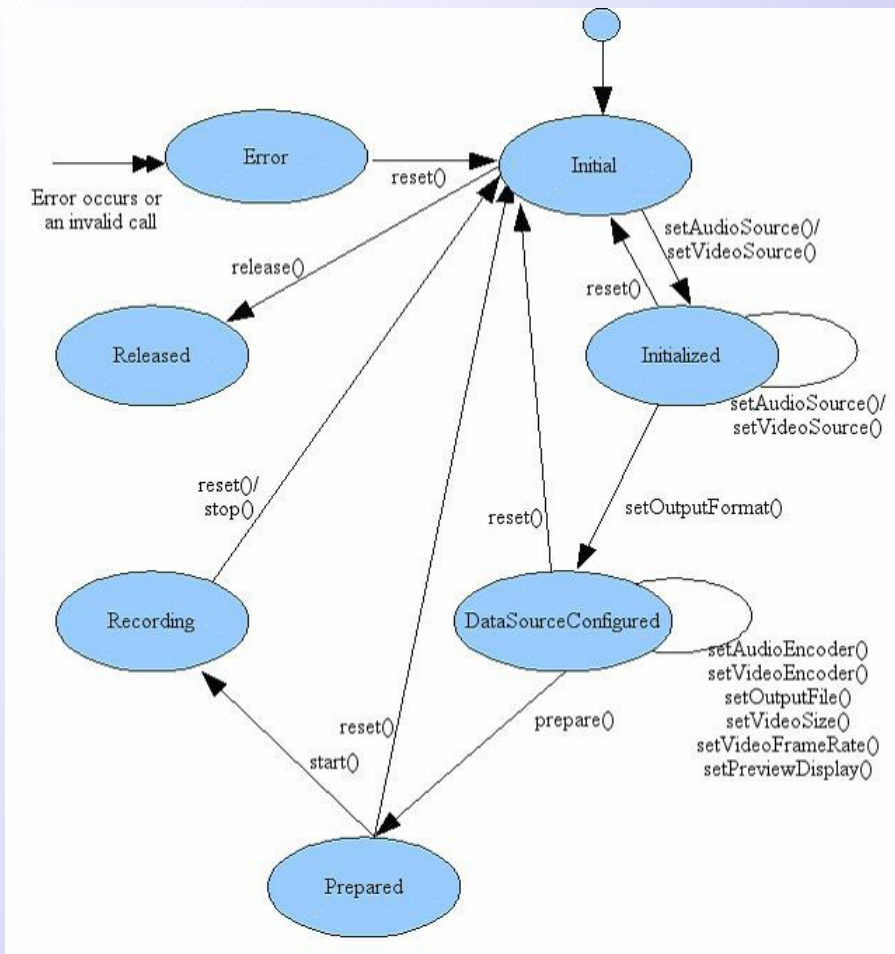 Error
Initial
reset()
Error occurs or
an invalid call
setAudioSource()/
setVideoSource()
release()
reset()
Released
Initialized
setAudioSource()/
setVideoSource()
reset()/
stop()
reset()
setOutputFormat()
Recording
DataSourceConfigured
setAudioEncoder()
setVideoEncoder()
setOutputFile()
setVideoSize()
setVideoFrameRate()
setPreviewDisplay()
reset()
prepare()
start()
Prepared